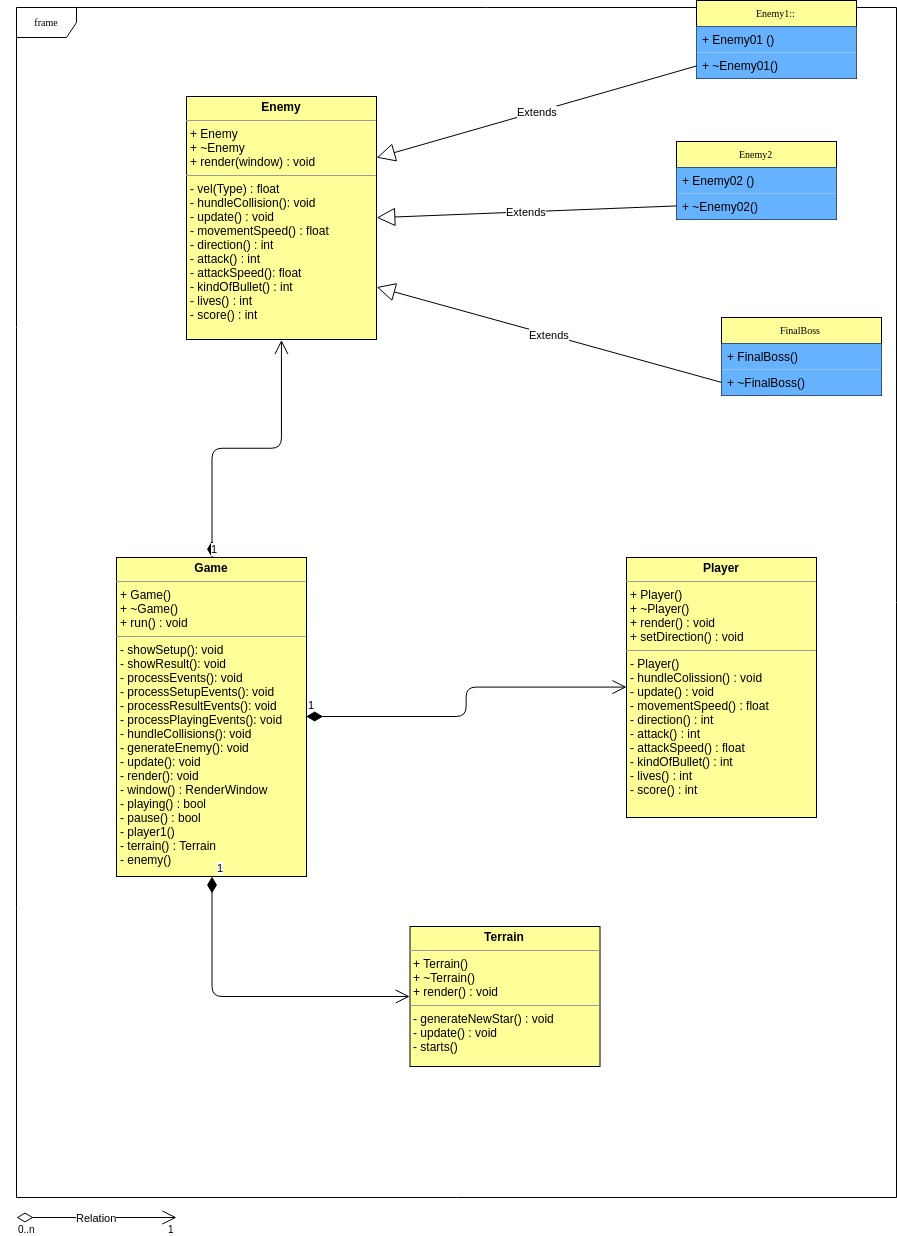 frame
Enemy1::
+ Enemy01 ()
+ ~Enemy01()
Extends
Enemy
+ Enemy
+ ~Enemy
+ render(window) : void
- vel(Type) : float
- hundleCollision(): void
- update() : void
- movementSpeed() : float
- direction() : int
- attack() : int
- attackSpeed(): float
- kindOfBullet() : int
- lives() : int
- score() : int
Enemy2
+ Enemy02 ()
+ ~Enemy02()
Extends
Extends
FinalBoss
+ FinalBoss()
+ ~FinalBoss()
1
Game
+ Game()
+ ~Game()
+ run() : void
- showSetup(): void
- showResult(): void
- processEvents(): void
- processSetupEvents(): void
- processResultEvents(): void
- processPlayingEvents(): void
- hundleCollisions(): void
- generateEnemy(): void
- update(): void
- render(): void
- window() : RenderWindow
- playing() : bool
- pause() : bool
- player1()
- terrain() : Terrain
- enemy()
1
1
Player
+ Player()
+ ~Player()
+ render() : void
+ setDirection() : void
- Player()
- hundleColission() : void
- update() : void
- movementSpeed() : float
- direction() : int
- attack() : int
- attackSpeed() : float
- kindOfBullet() : int
- lives() : int
- score() : int
Terrain
+ Terrain()
+ ~Terrain()
+ render() : void
- generateNewStar() : void
- update() : void
- starts()
Relation
0..n
1